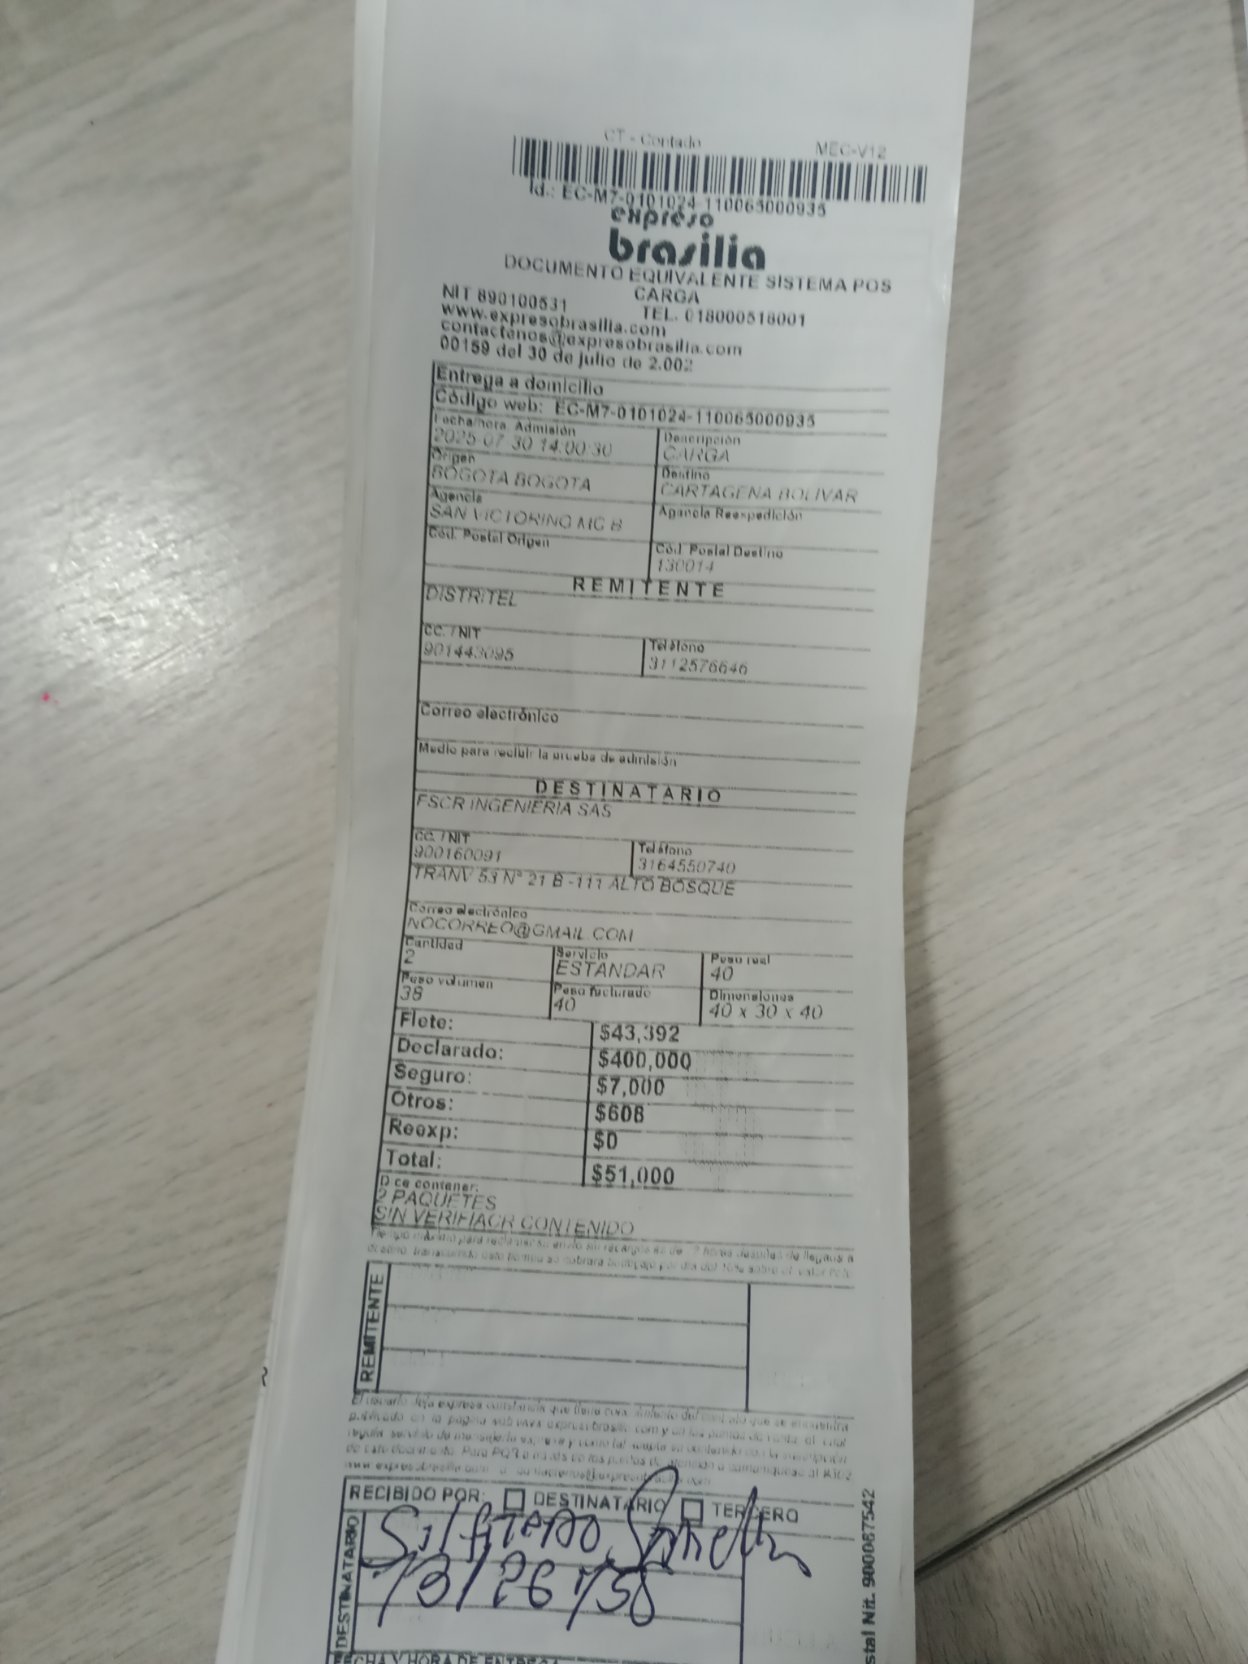 CT - Contado MEC-V12
Id.: EC-M7-0101024-110065000935
expreso
brasilia
DOCUMENTO EQUIVALENTE SISTEMA POS
CARGA
NIT 890100531 TEL. 018000518001
www.expresobrasilia.com
contactenos@expresobrasilia.com
00159 del 30 de julio de 2.002
Entrega a domicilio
Código web: EC-M7-0101024-110065000935
Fecha/hora Admisión Descripción
2025-07-30 14:00:30 CARGA
Origen Destino
BOGOTA BOGOTA CARTAGENA BOLIVAR
Agencia Agencia Reexpedición
SAN VICTORINO MC B
Cód. Postal Origen Cód. Postal Destino
130014
REMITENTE
DISTRITEL
CC. / NIT Teléfono
901443095 3112576646
Correo electrónico
Medio para recibir la prueba de admisión
DESTINATARIO
FSCR INGENIERIA SAS
CC. / NIT Teléfono
900160091 3164550740
TRANV 53 N° 21 B -111 ALTO BOSQUE
Correo electrónico
NOCORREO@GMAIL.COM
Cantidad Servicio Peso real
2 ESTANDAR 40
Peso volumen Peso facturado Dimensiones
38 40 40 x 30 x 40
Flete: $43,392
Declarado: $400,000
Seguro: $7,000
Otros: $608
Reexp: $0
Total: $51,000
D ce contener:
2 PAQUETES
SIN VERIFIACR CONTENIDO
REMITENTE
RECIBIDO POR: DESTINATARIO TERCERO
DESTINATARIO
FECHA Y HORA DE ENTREGA
stal Nit. 900087542